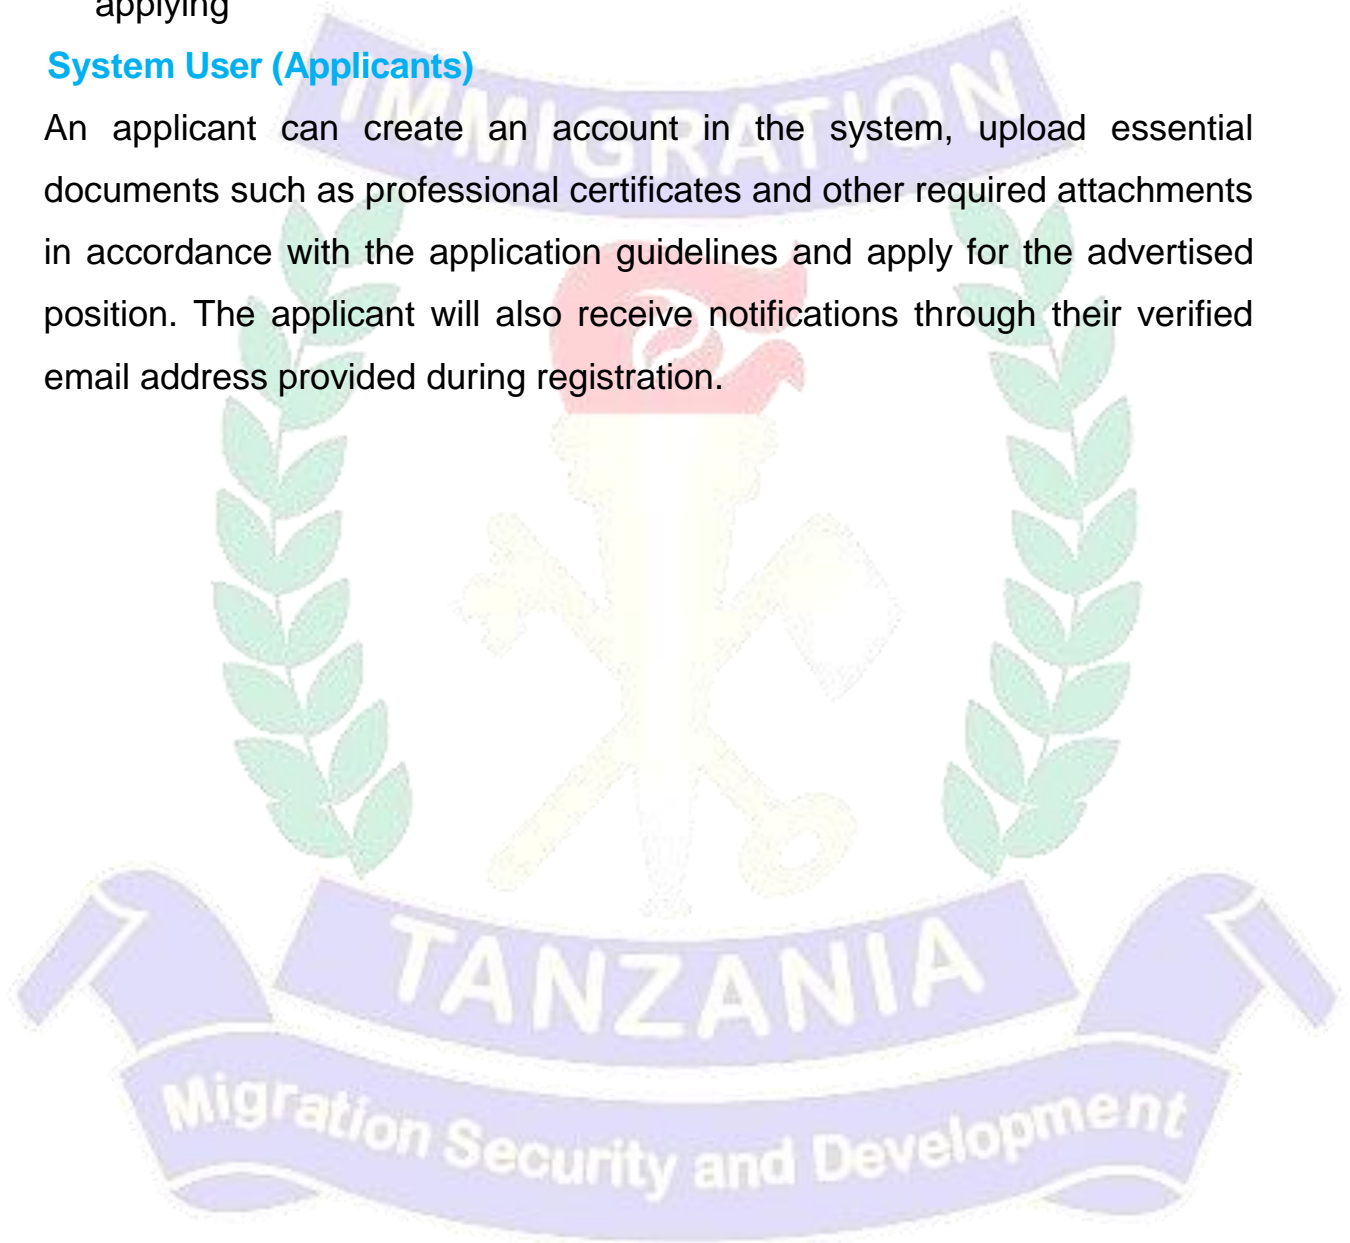 applying
System User (Applicants)
An applicant can create an account in the system, upload essential
documents such as professional certificates and other required attachments
in accordance with the application guidelines and apply for the advertised
position. The applicant will also receive notifications through their verified
email address provided during registration.
IMMIGRATION
TANZANIA
Migration Security and Development